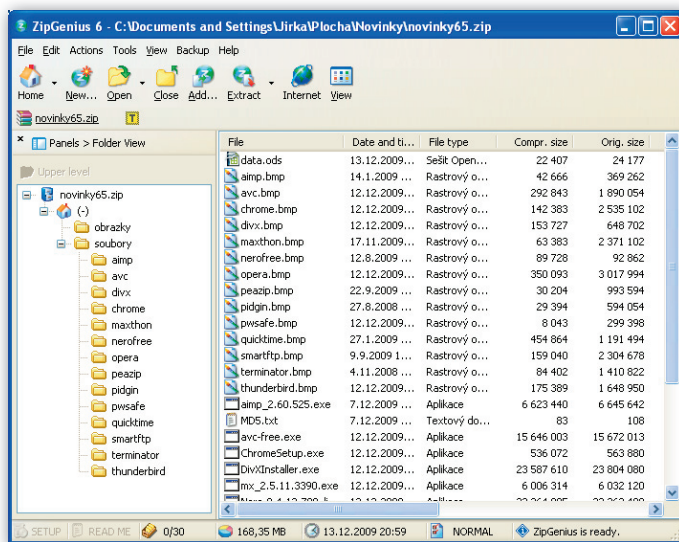 ZipGenius 6 - C:\Documents and Settings\Jirka\Plocha\Novinky\novinky65.zip
File Edit Actions Tools View Backup Help
Home New... Open Close Add... Extract Internet View
novinky65.zip T
Panels > Folder View
Upper level
novinky65.zip
(-)
obrazky
soubory
aimp
avc
divx
chrome
maxthon
nerofree
opera
peazip
pidgin
pwsafe
quicktime
smartftp
terminator
thunderbird
File Date and ti... File type Compr. size Orig. size
data.ods 13.12.2009... Sešit Open... 22 407 24 177
aimp.bmp 14.1.2009 ... Rastrový o... 42 666 369 262
avc.bmp 12.12.2009... Rastrový o... 292 843 1 890 054
chrome.bmp 12.12.2009... Rastrový o... 142 383 2 535 102
divx.bmp 12.12.2009... Rastrový o... 153 727 648 702
maxthon.bmp 17.11.2009... Rastrový o... 63 383 2 371 102
nerofree.bmp 12.8.2009 ... Rastrový o... 89 728 92 862
opera.bmp 12.12.2009... Rastrový o... 350 093 3 017 994
peazip.bmp 22.9.2009 ... Rastrový o... 30 204 993 594
pidgin.bmp 27.8.2008 ... Rastrový o... 29 394 594 054
pwsafe.bmp 12.12.2009... Rastrový o... 8 043 299 398
quicktime.bmp 27.1.2009 ... Rastrový o... 454 864 1 191 494
smartftp.bmp 9.9.2009 1... Rastrový o... 159 040 2 304 678
terminator.bmp 4.11.2008 ... Rastrový o... 84 402 1 410 822
thunderbird.bmp 12.12.2009... Rastrový o... 175 389 1 648 950
aimp_2.60.525.exe 7.12.2009 ... Aplikace 6 623 440 6 645 642
MD5.txt 7.12.2009 ... Textový do... 83 108
avc-free.exe 12.12.2009... Aplikace 15 646 003 15 672 013
ChromeSetup.exe 12.12.2009... Aplikace 536 072 563 880
DivXInstaller.exe 12.12.2009... Aplikace 23 587 610 23 804 080
mx_2.5.11.3390.exe 12.12.2009... Aplikace 6 006 314 6 032 120
SETUP README 0/30 168,35 MB 13.12.2009 20:59 NORMAL ZipGenius is ready.